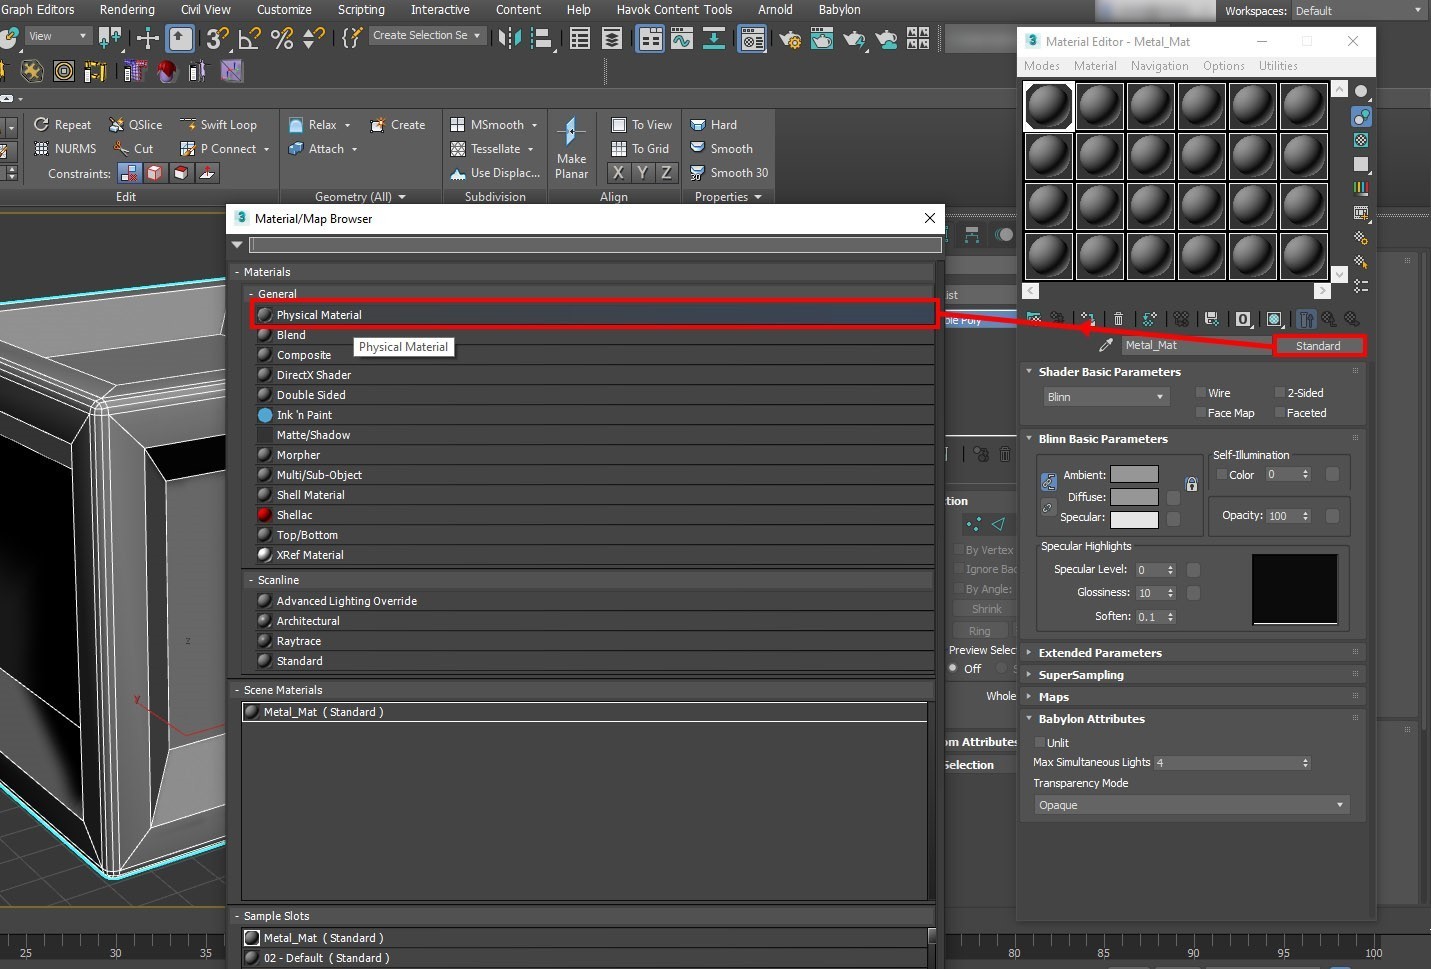 Graph Editors Rendering Civil View Customize Scripting Interactive Content Help Havok Content Tools Arnold Babylon
Workspaces: Default
View
Create Selection Se
Repeat QSlice Swift Loop
NURMS Cut P Connect
Constraints:
Edit
Relax Create
Attach
Geometry (All)
MSmooth
Tessellate
Use Displac...
Subdivision
Make
Planar
To View
To Grid
X Y Z
Align
Hard
Smooth
30 Smooth 30
Properties
3 Material/Map Browser
- Materials
- General
Physical Material
Blend
Physical Material
Composite
DirectX Shader
Double Sided
Ink 'n Paint
Matte/Shadow
Morpher
Multi/Sub-Object
Shell Material
Shellac
Top/Bottom
XRef Material
- Scanline
Advanced Lighting Override
Architectural
Raytrace
Standard
- Scene Materials
Metal_Mat ( Standard )
- Sample Slots
Metal_Mat ( Standard )
02 - Default ( Standard )
z
Y
ist
ble Poly
tion
By Vertex
Ignore Bac
By Angle:
Shrink
Ring
Preview Selec
Off
Whole
om Attributes
Selection
3 Material Editor - Metal_Mat
Modes Material Navigation Options Utilities
Metal_Mat Standard
Shader Basic Parameters
Blinn Wire 2-Sided
Face Map Faceted
Blinn Basic Parameters
Ambient:
Diffuse:
Specular:
Self-Illumination
Color 0
Opacity: 100
Specular Highlights
Specular Level: 0
Glossiness: 10
Soften: 0.1
Extended Parameters
SuperSampling
Maps
Babylon Attributes
Unlit
Max Simultaneous Lights 4
Transparency Mode
Opaque
25 30 35 80 85 90 95 100